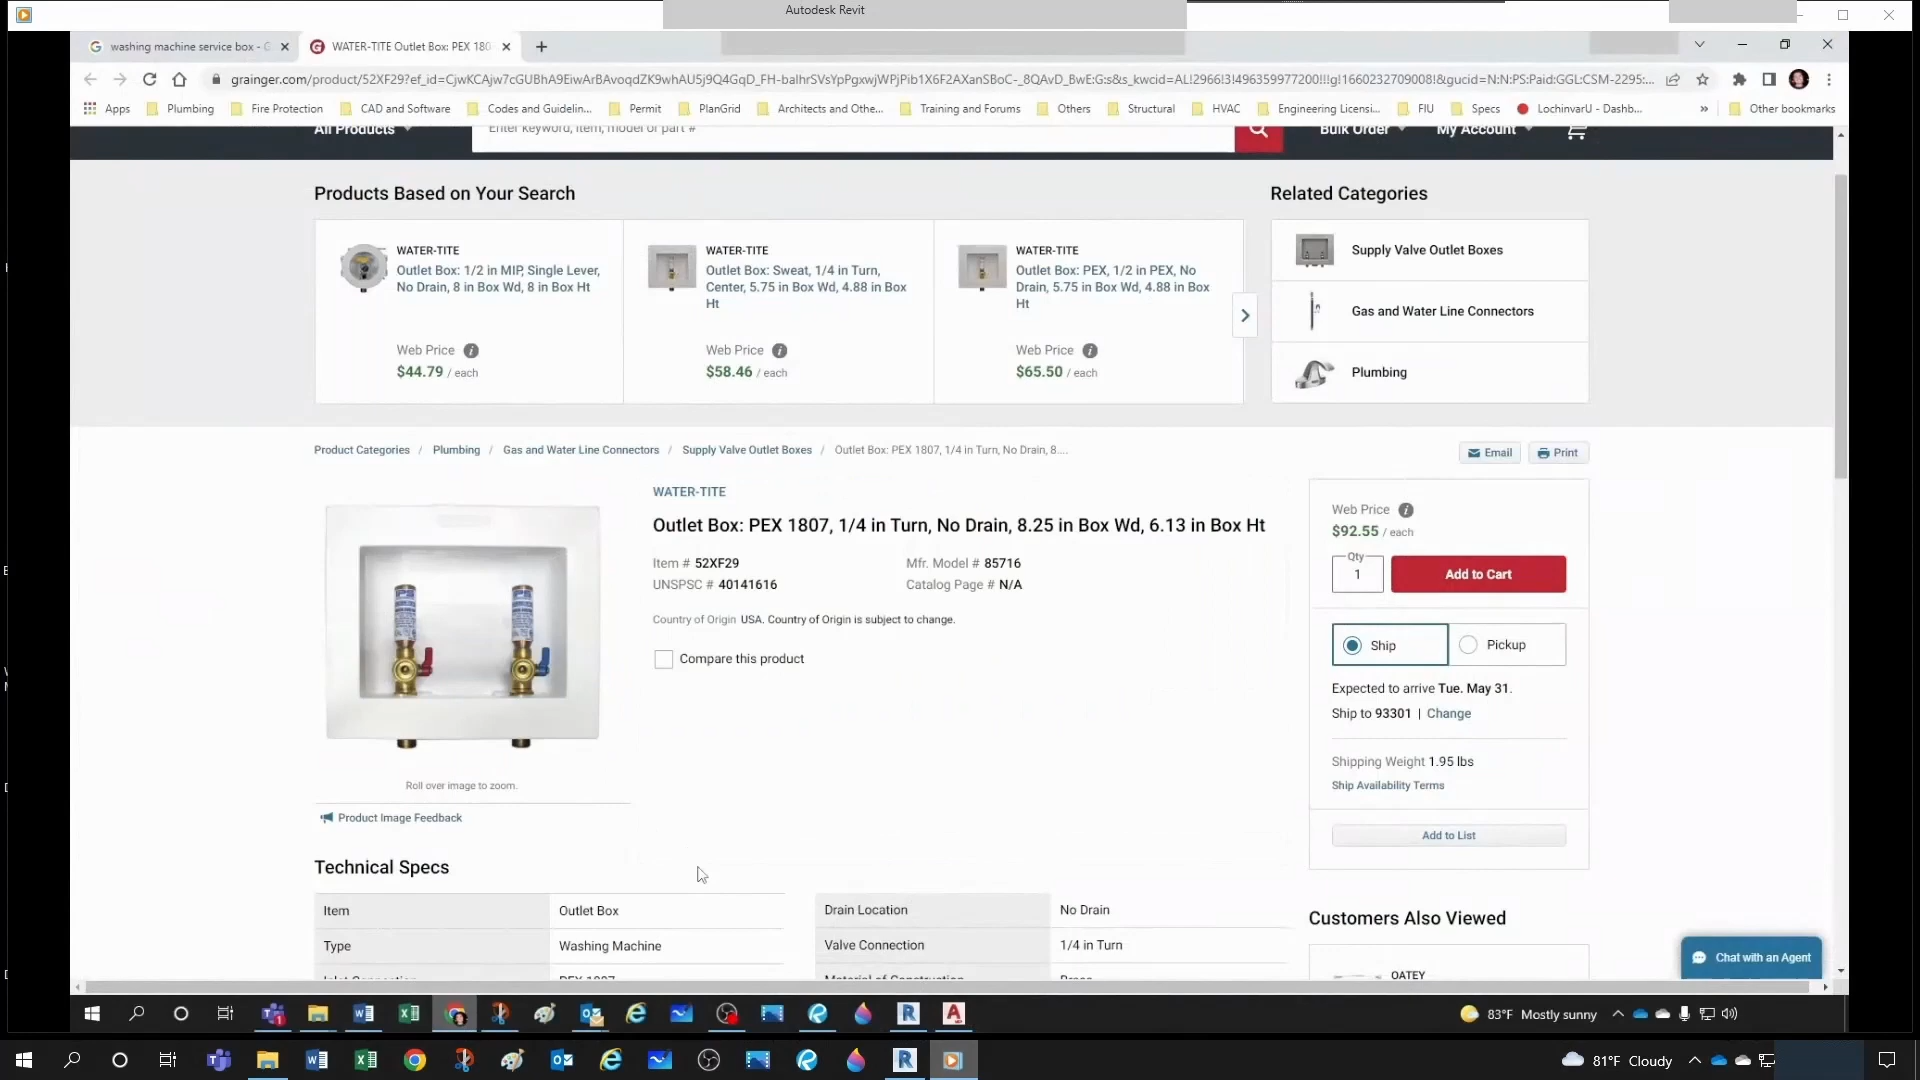 Autodesk Revit
washing machine service box - G
WATER-TITE Outlet Box: PEX 180
grainger.com/product/52XF29?ef_id=CjwKCAjw7cGUBhA9EiwArBAvoqdZK9whAU5j9Q4GqD_FH-balhrSVsYpPgxwjWPjPib1X6F2AXanSBoC-_8QAvD_BwE:G:s&s_kwcid=AL!2966!3!496359977200!!!g!1660232709008!&gucid=N:N:PS:Paid:GGL:CSM-2295:...
Apps Plumbing Fire Protection CAD and Software Codes and Guidelin... Permit PlanGrid Architects and Othe... Training and Forums Others Structural HVAC Engineering Licensi... FIU Specs LochinvarU - Dashb... » Other bookmarks
All Products Enter keyword, item, model or part # Bulk Order My Account
Products Based on Your Search
WATER-TITE
Outlet Box: 1/2 in MIP, Single Lever,
No Drain, 8 in Box Wd, 8 in Box Ht
Web Price
$44.79 / each
WATER-TITE
Outlet Box: Sweat, 1/4 in Turn,
Center, 5.75 in Box Wd, 4.88 in Box
Ht
Web Price
$58.46 / each
WATER-TITE
Outlet Box: PEX, 1/2 in PEX, No
Drain, 5.75 in Box Wd, 4.88 in Box
Ht
Web Price
$65.50 / each
Related Categories
Supply Valve Outlet Boxes
Gas and Water Line Connectors
Plumbing
Product Categories / Plumbing / Gas and Water Line Connectors / Supply Valve Outlet Boxes / Outlet Box: PEX 1807, 1/4 in Turn, No Drain, 8....
Email Print
WATER-TITE
Outlet Box: PEX 1807, 1/4 in Turn, No Drain, 8.25 in Box Wd, 6.13 in Box Ht
Item # 52XF29 Mfr. Model # 85716
UNSPSC # 40141616 Catalog Page # N/A
Country of Origin USA. Country of Origin is subject to change.
Compare this product
Roll over image to zoom.
Product Image Feedback
Web Price
$92.55 / each
Qty
1 Add to Cart
Ship Pickup
Expected to arrive Tue. May 31.
Ship to 93301 | Change
Shipping Weight 1.95 lbs
Ship Availability Terms
Add to List
Technical Specs
Item Outlet Box Drain Location No Drain
Type Washing Machine Valve Connection 1/4 in Turn
Customers Also Viewed
OATEY
Chat with an Agent
83°F Mostly sunny
81°F Cloudy